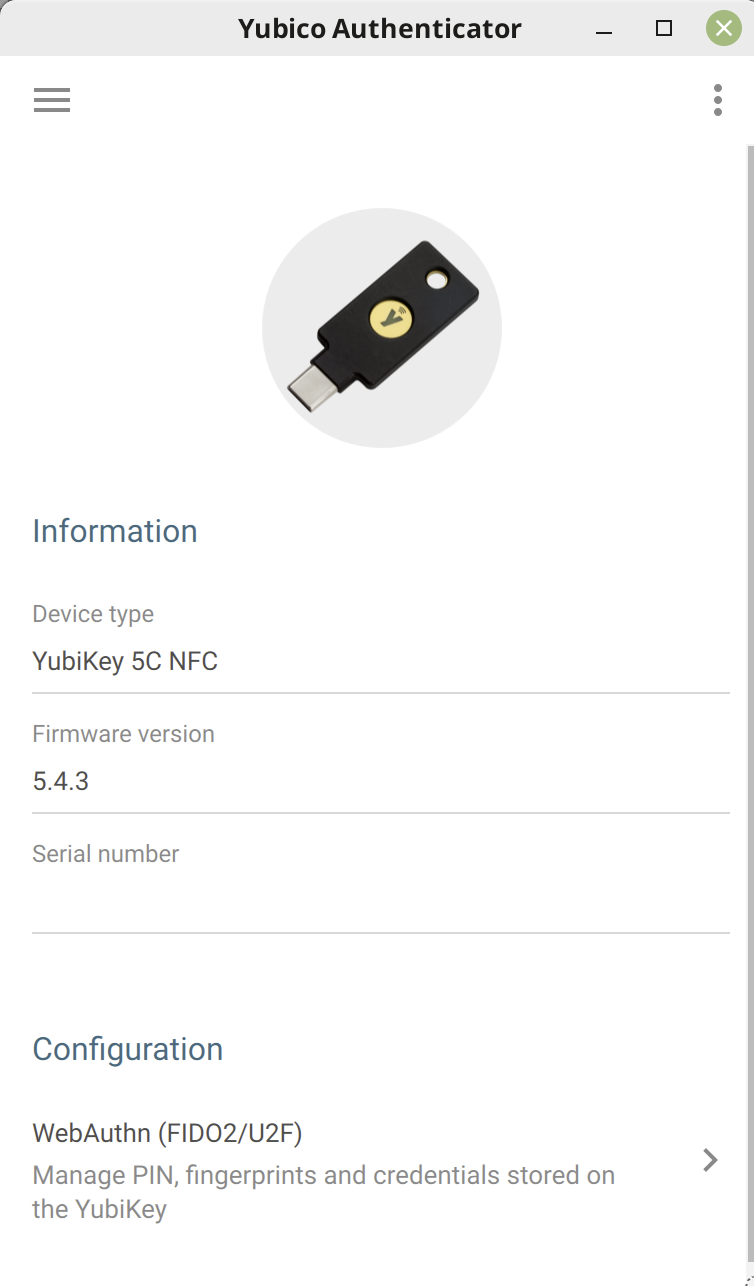 Yubico Authenticator
Information
Device type
YubiKey 5C NFC
Firmware version
5.4.3
Serial number
Configuration
WebAuthn (FIDO2/U2F)
Manage PIN, fingerprints and credentials stored on
the YubiKey